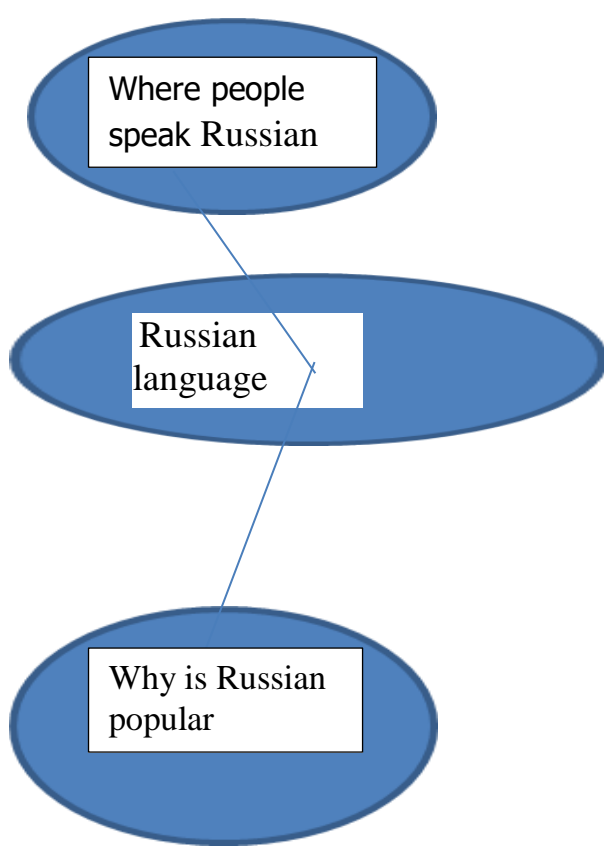 Where people
speak Russian
Russian
language
Why is Russian
popular